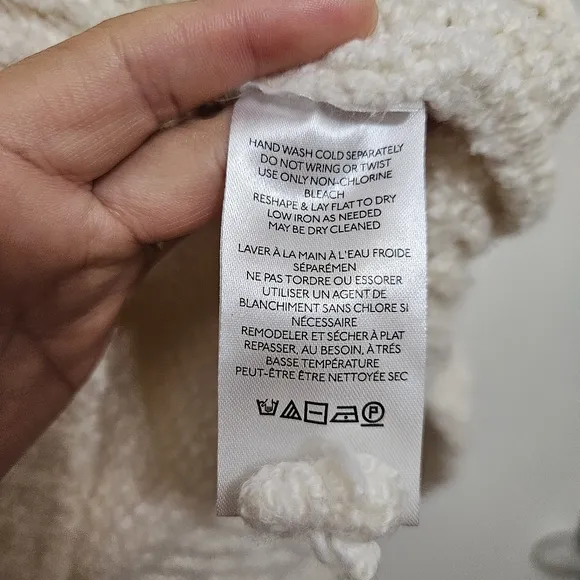 HAND WASH COLD SEPARATELY
DO NOT WRING OR TWIST
USE ONLY NON-CHLORINE
BLEACH
RESHAPE & LAY FLAT TO DRY
LOW IRON AS NEEDED
MAY BE DRY CLEANED
LAVER À LA MAIN À L'EAU FROIDE
SÉPARÉMEN
NE PAS TORDRE OU ESSORER
UTILISER UN AGENT DE
BLANCHIMENT SANS CHLORE SI
NÉCESSAIRE
REMODELER ET SÉCHER À PLAT
REPASSER, AU BESOIN, À TRÉS
BASSE TEMPÉRATURE
PEUT-ÊTRE ÊTRE NETTOYÉE SEC
P